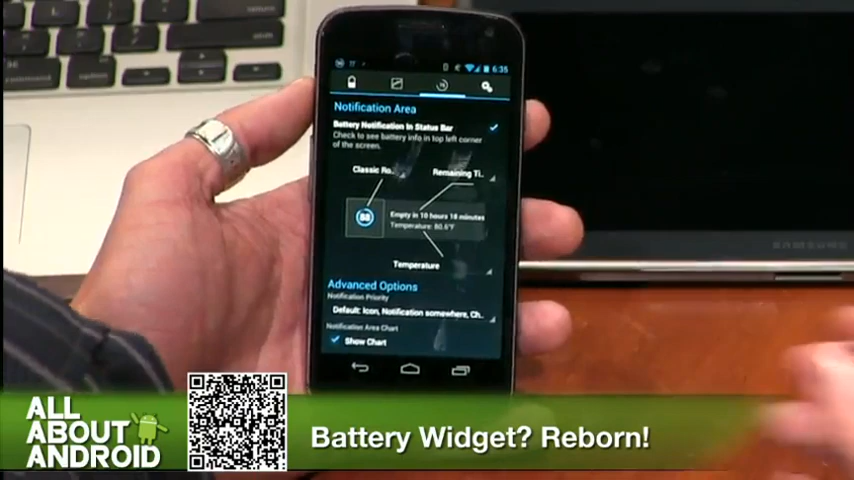 6:35
Notification Area
Battery Notification In Status Bar
Check to see battery info in top left corner
of the screen.
Classic Ro..
Remaining Ti..
88
Empty in 10 hours 18 minutes
Temperature: 80.6°F
Temperature
Advanced Options
Notification Priority
Default: Icon, Notification somewhere, Ch..
Notification Area Chart
Show Chart
ALL
ABOUT
ANDROID
Battery Widget? Reborn!